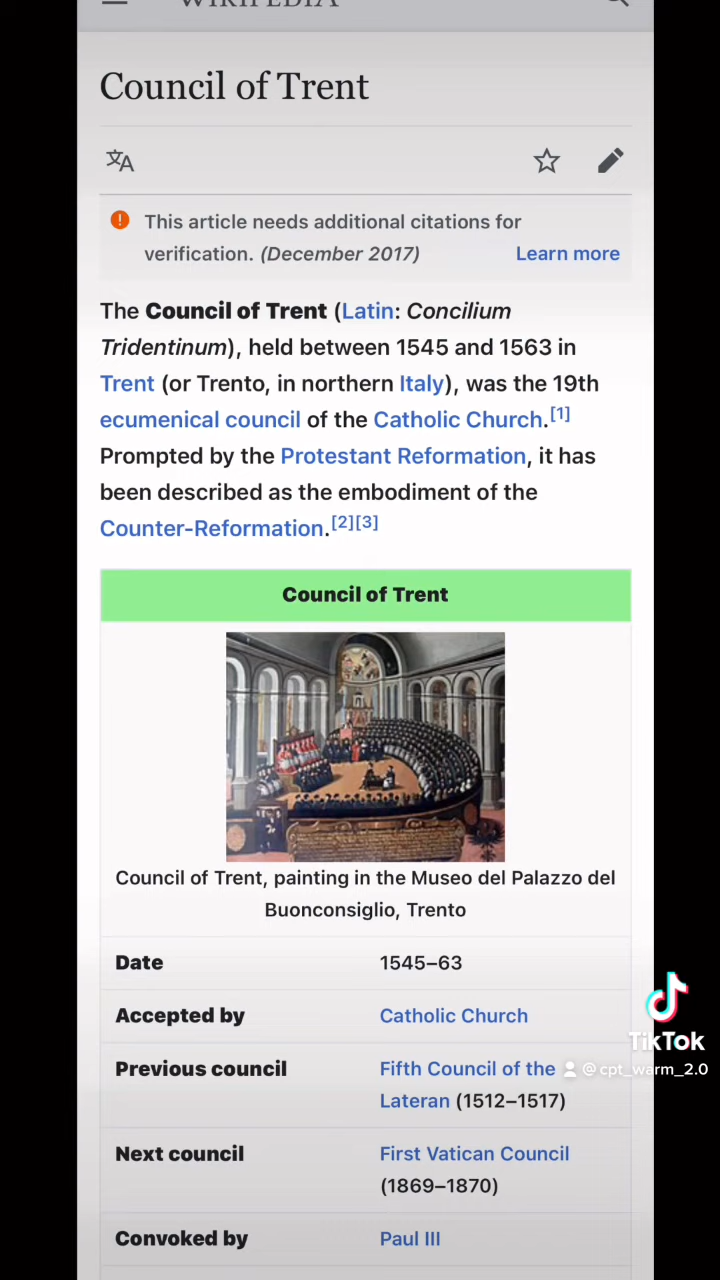 WIKIPEDIA
Council of Trent
This article needs additional citations for
verification. (December 2017) Learn more
The Council of Trent (Latin: Concilium
Tridentinum), held between 1545 and 1563 in
Trent (or Trento, in northern Italy), was the 19th
ecumenical council of the Catholic Church.[1]
Prompted by the Protestant Reformation, it has
been described as the embodiment of the
Counter-Reformation.[2][3]
Council of Trent
Council of Trent, painting in the Museo del Palazzo del
Buonconsiglio, Trento
Date 1545–63
Accepted by Catholic Church
Previous council Fifth Council of the
Lateran (1512–1517)
Next council First Vatican Council
(1869–1870)
Convoked by Paul III
TikTok
@cpt_warm_2.0